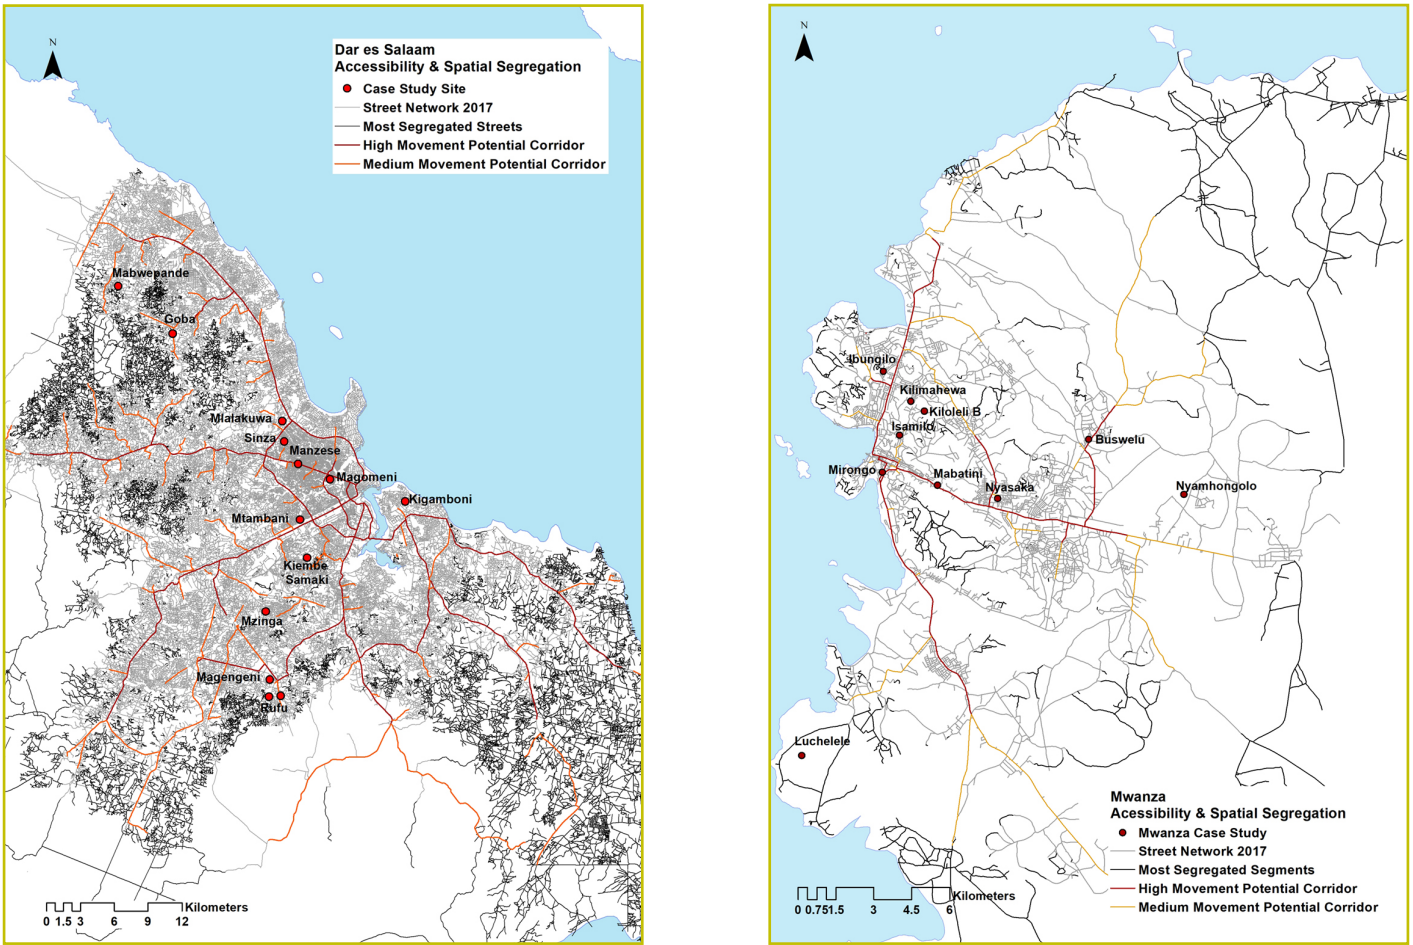 N
Dar es Salaam
Accessibility & Spatial Segregation
Case Study Site
Street Network 2017
Most Segregated Streets
High Movement Potential Corridor
Medium Movement Potential Corridor
Mabwepande
Goba
Mlalakuwa
Sinza
Manzese
Magomeni
Kigamboni
Mtambani
Kiembe
Samaki
Mzinga
Magengeni
Rufu
Kilometers
0 1.5 3 6 9 12
N
Ibungilo
Kilimahewa
Kiloleli B
Isamilo
Buswelu
Mirongo
Mabatini
Nyasaka
Nyamhongolo
Luchelele
Mwanza
Acessibility & Spatial Segregation
Mwanza Case Study
Street Network 2017
Most Segregated Segments
High Movement Potential Corridor
Medium Movement Potential Corridor
Kilometers
0 0.751.5 3 4.5 6